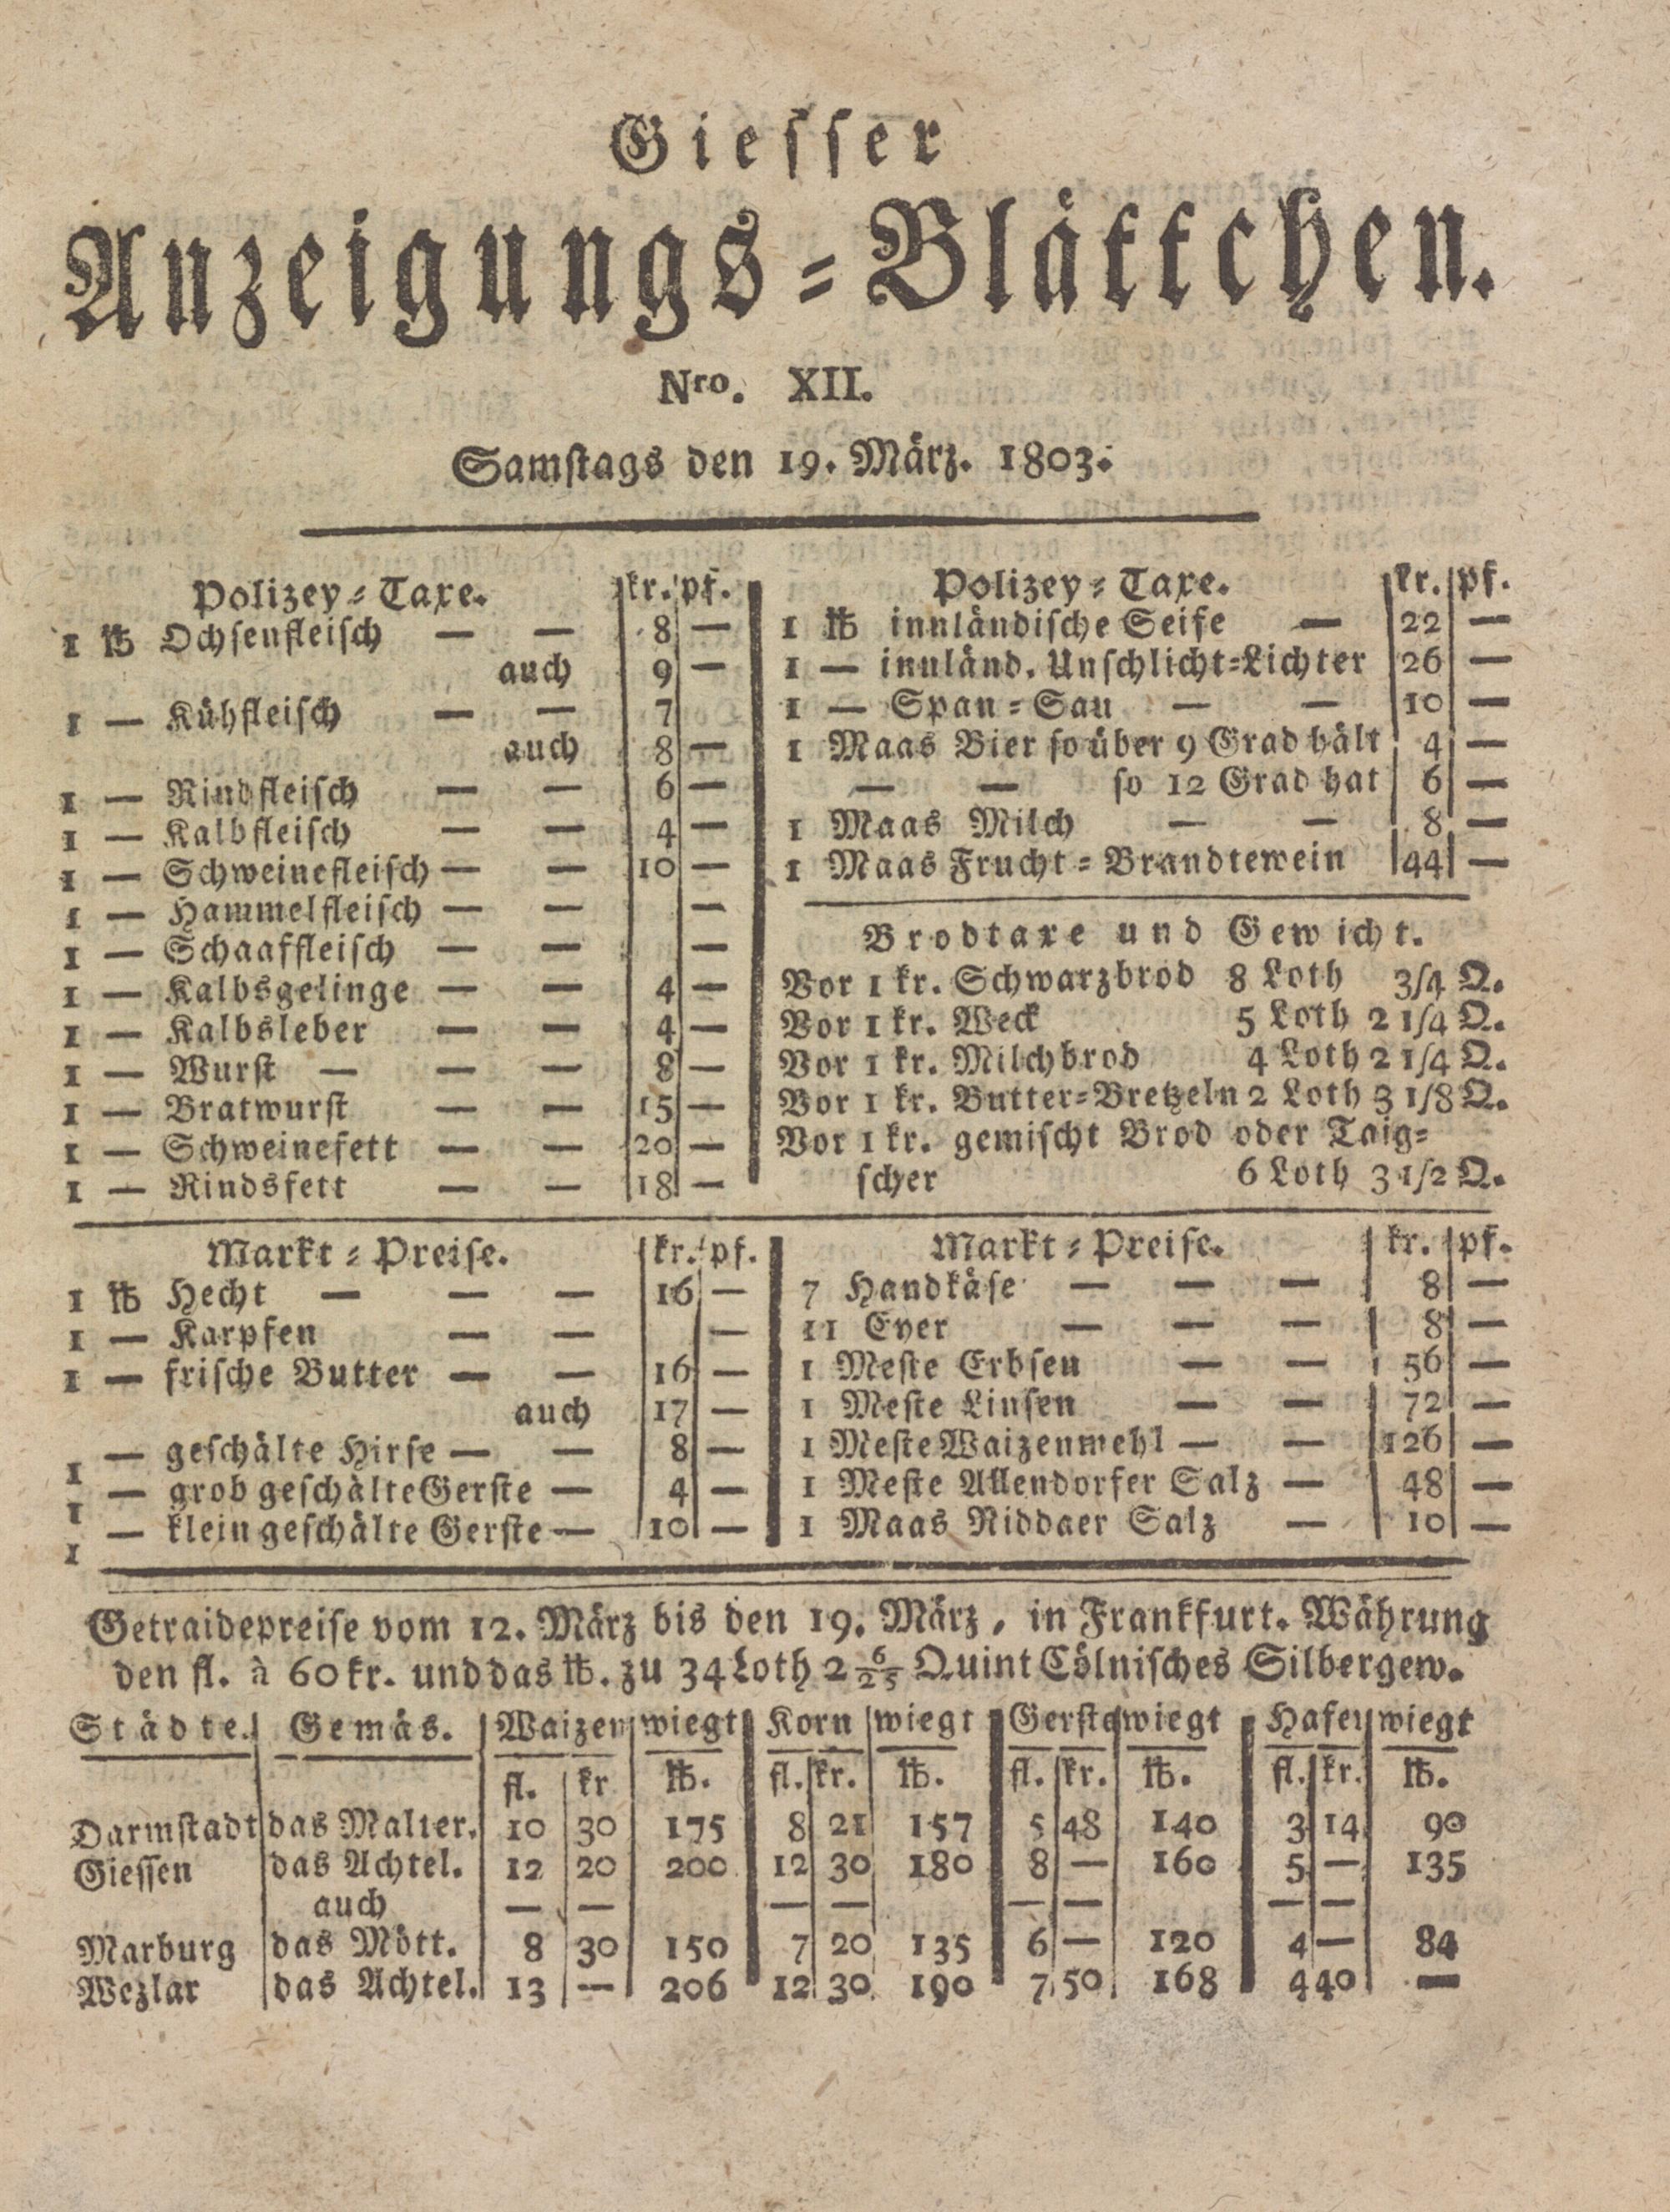 Giesser
Anzeigungs-Blättchen.
Nro. XII.
Samstags den 19. März. 1803.
Polizey-Taxe. kr. pf.
1 ℔ Ochsenfleisch — — 8 —
auch 9 —
1 — Kühfleisch — — 7
auch 8 —
1 — Rindfleisch — — 6 —
1 — Kalbfleisch — — 4 —
1 — Schweinefleisch — — 10 —
1 — Hammelfleisch — — —
1 — Schaaffleisch — — —
1 — Kalbsgelinge — — 4 —
1 — Kalbsleber — — 4 —
1 — Wurst — — — 8 —
1 — Bratwurst — — 15 —
1 — Schweinefett — — 20 —
1 — Rindsfett — — 18 —
Polizey-Taxe. kr. pf.
1 ℔ innländische Seife — 22 —
1 — innländ. Unschlicht-Lichter 26 —
1 — Span-Sau — — 10 —
1 Maas Bier so über 9 Grad hält 4 —
— — so 12 Grad hat 6 —
1 Maas Milch — — 8 —
1 Maas Frucht-Brandtewein 44 —
Brodtaxe und Gewicht.
Vor 1 kr. Schwarzbrod 8 Loth 3/4 Q.
Vor 1 kr. Weck 5 Loth 2 1/4 Q.
Vor 1 kr. Milchbrod 4 Loth 2 1/4 Q.
Vor 1 kr. Butter-Bretzeln 2 Loth 3 1/8 Q.
Vor 1 kr. gemischt Brod oder Taig-
scher 6 Loth 3 1/2 Q.
Markt-Preise. kr. pf.
1 ℔ Hecht — — — 16 —
1 — Karpfen — — —
1 — frische Butter — — 16 —
auch 17 —
1 — geschälte Hirse — — 8 —
1 — grob geschälte Gerste — 4 —
1 — klein geschälte Gerste — 10 —
Markt-Preise. kr. pf.
7 Handkäse — — — 8 —
11 Eyer — — — 8 —
1 Meste Erbsen — — 56 —
1 Meste Linsen — — 72 —
1 Meste Waizenmehl — — 126 —
1 Meste Allendorfer Salz — 48 —
1 Maas Niddaer Salz — 10 —
Getraidepreise vom 12. März bis den 19. März, in Frankfurt. Währung
den fl. à 60 kr. und das ℔. zu 34 Loth 2 6/25 Quint Cölnisches Silbergew.
Städte. Gemäs. Waizen wiegt Korn wiegt Gerste wiegt Hafer wiegt
fl. kr ℔. fl. kr. ℔. fl. kr. ℔. fl. kr. ℔.
Darmstadt das Malter. 10 30 175 8 21 157 5 48 140 3 14 90
Giessen das Achtel. 12 20 200 12 30 180 8 — 160 5 — 135
auch — — — — — — — —
Marburg das Mött. 8 30 150 7 20 135 6 — 120 4 — 84
Wezlar das Achtel. 13 — 206 12 30 190 7 50 168 4 40 —